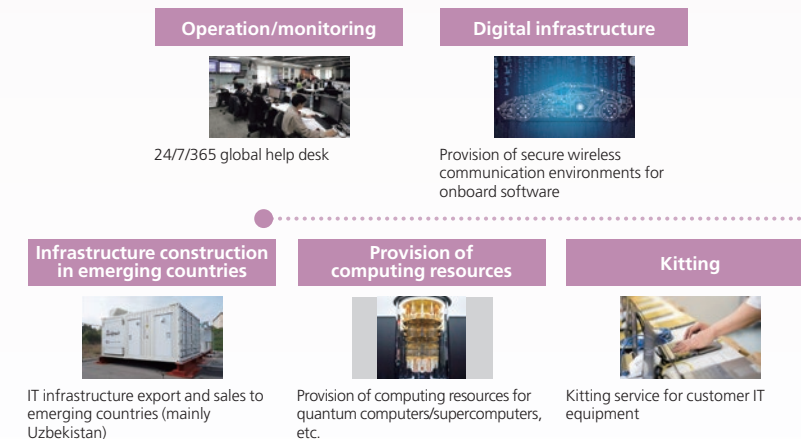 Operation/monitoring
24/7/365 global help desk
Digital infrastructure
Provision of secure wireless
communication environments for
onboard software
Infrastructure construction
in emerging countries
IT infrastructure export and sales to
emerging countries (mainly
Uzbekistan)
Provision of
computing resources
Provision of computing resources for
quantum computers/supercomputers,
etc.
Kitting
Kitting service for customer IT
equipment